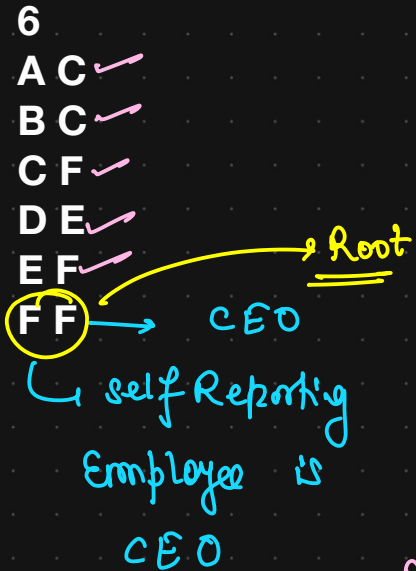 6
A C
B C
C F
D E
E F
Root
F F
CEO
self Reporting
Employee is
CEO